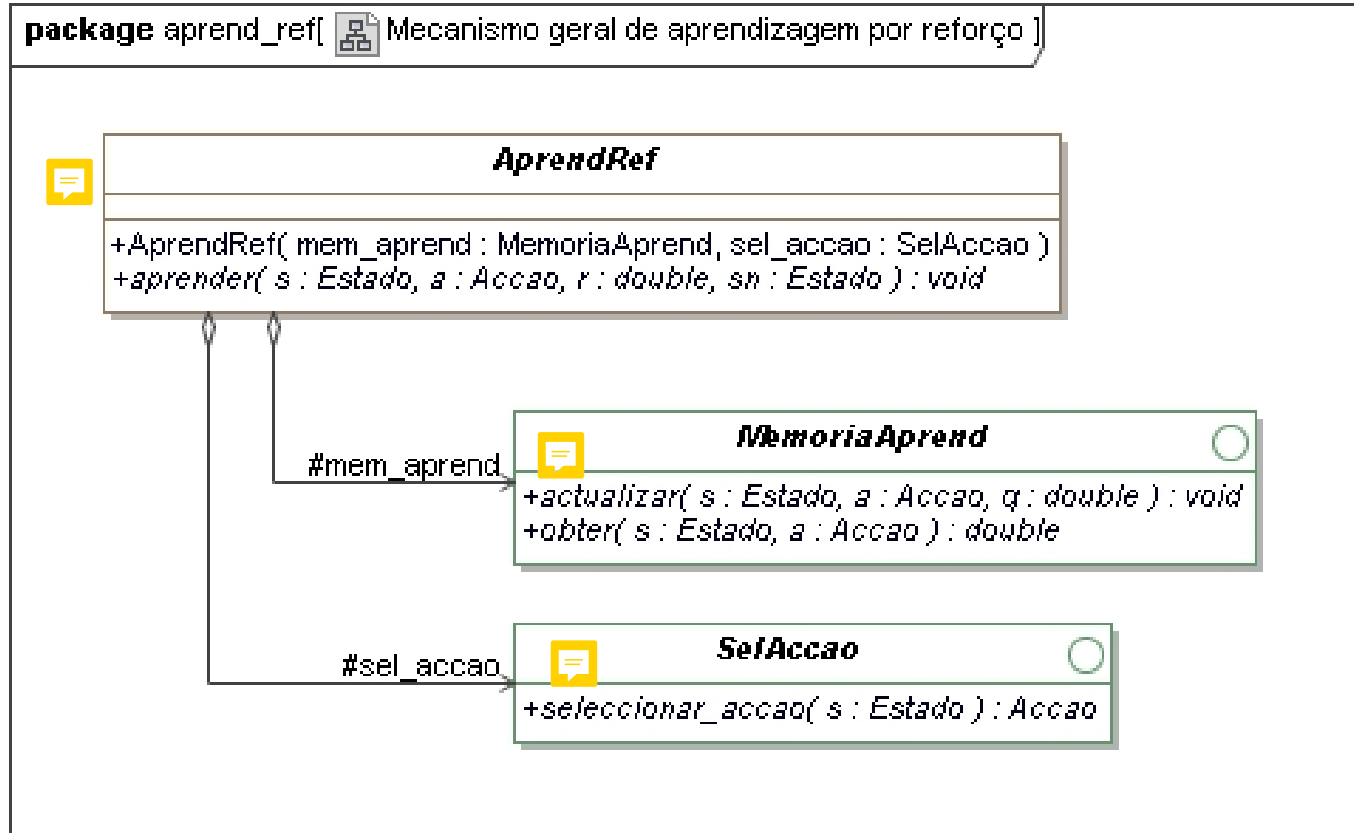 package aprend_ref[ Mecanismo geral de aprendizagem por reforço ]
AprendRef
+AprendRef( mem_aprend : MemoriaAprend, sel_accao : SelAccao )
+aprender( s : Estado, a : Accao, r : double, sn : Estado ) : void
#mem_aprend
MemoriaAprend
+actualizar( s : Estado, a : Accao, q : double ) : void
+obter( s : Estado, a : Accao ) : double
#sel_accao
SelAccao
+seleccionar_accao( s : Estado ) : Accao